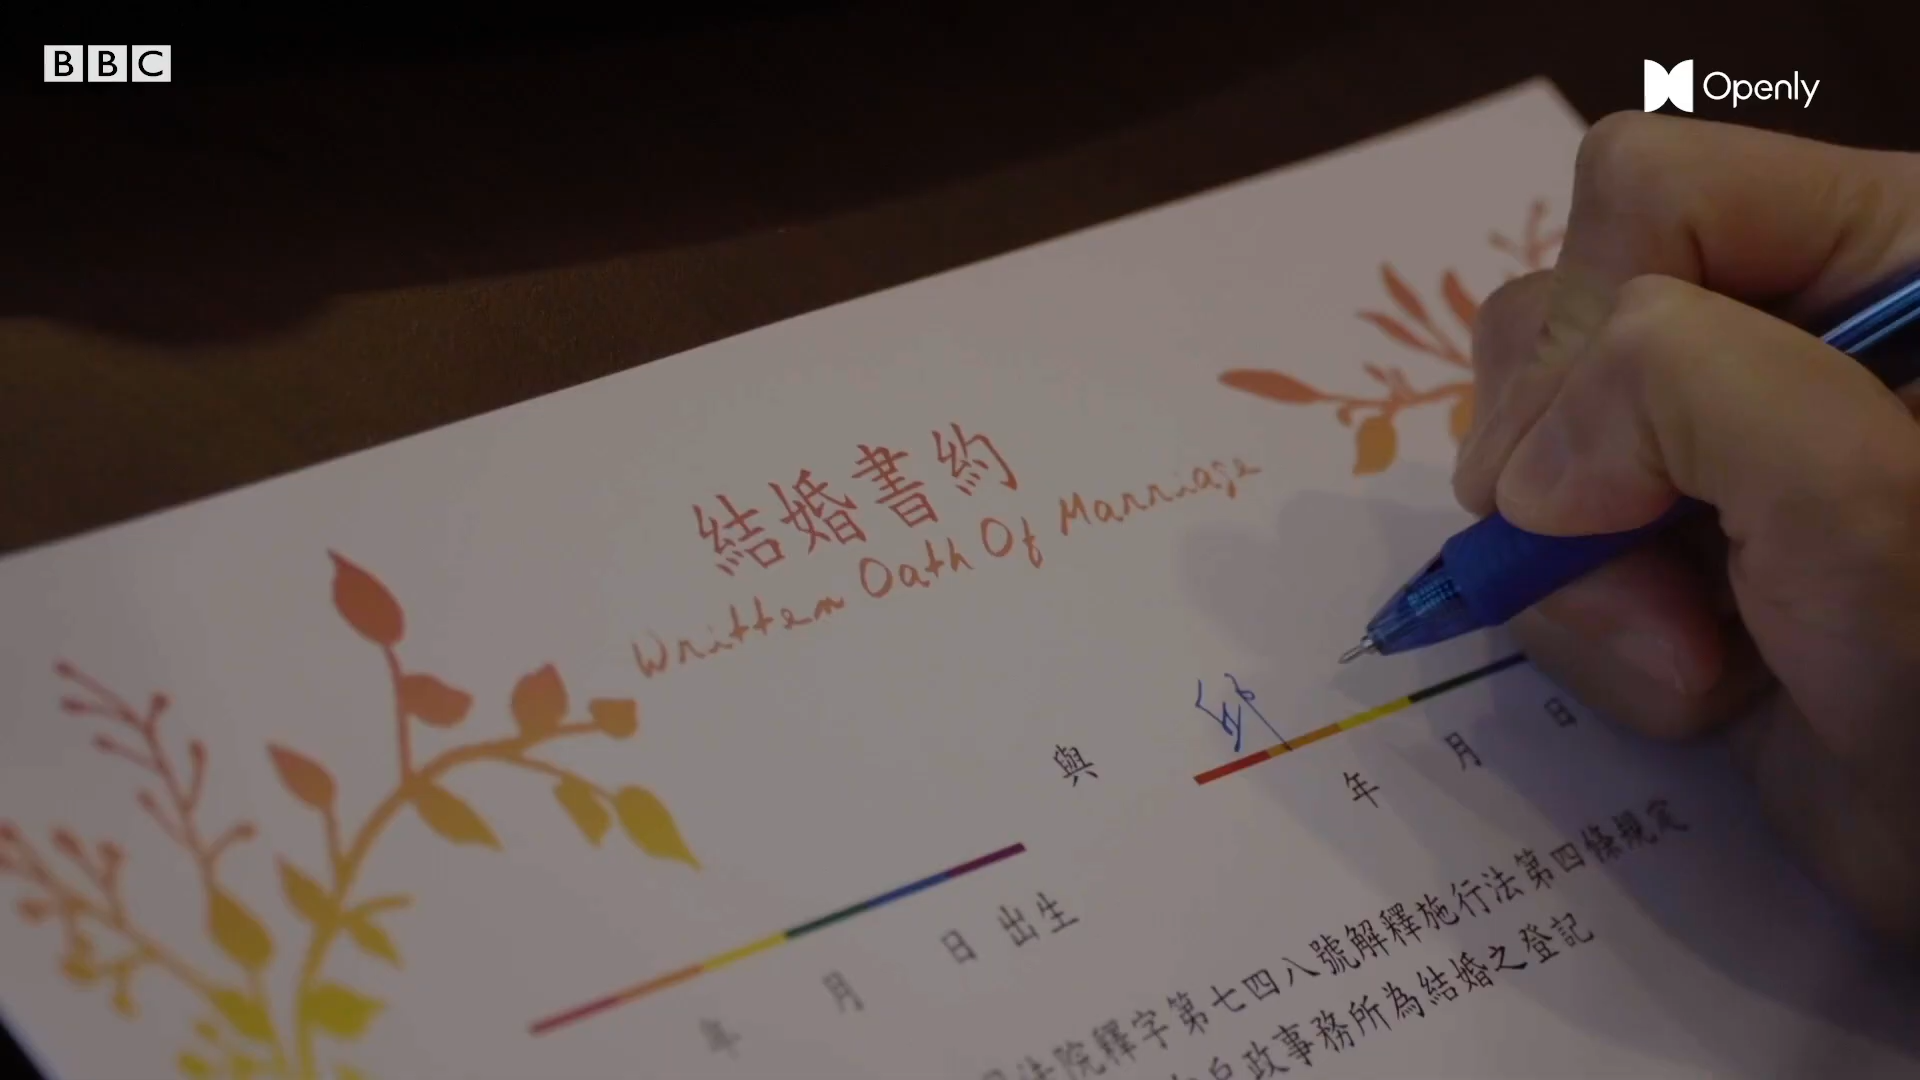 BBC
Openly
結婚書約
Written Oath Of Marriage
與
年 月 日
年 月 日 出生
司法院釋字第七四八號解釋施行法第四條規定
戶政事務所為結婚之登記